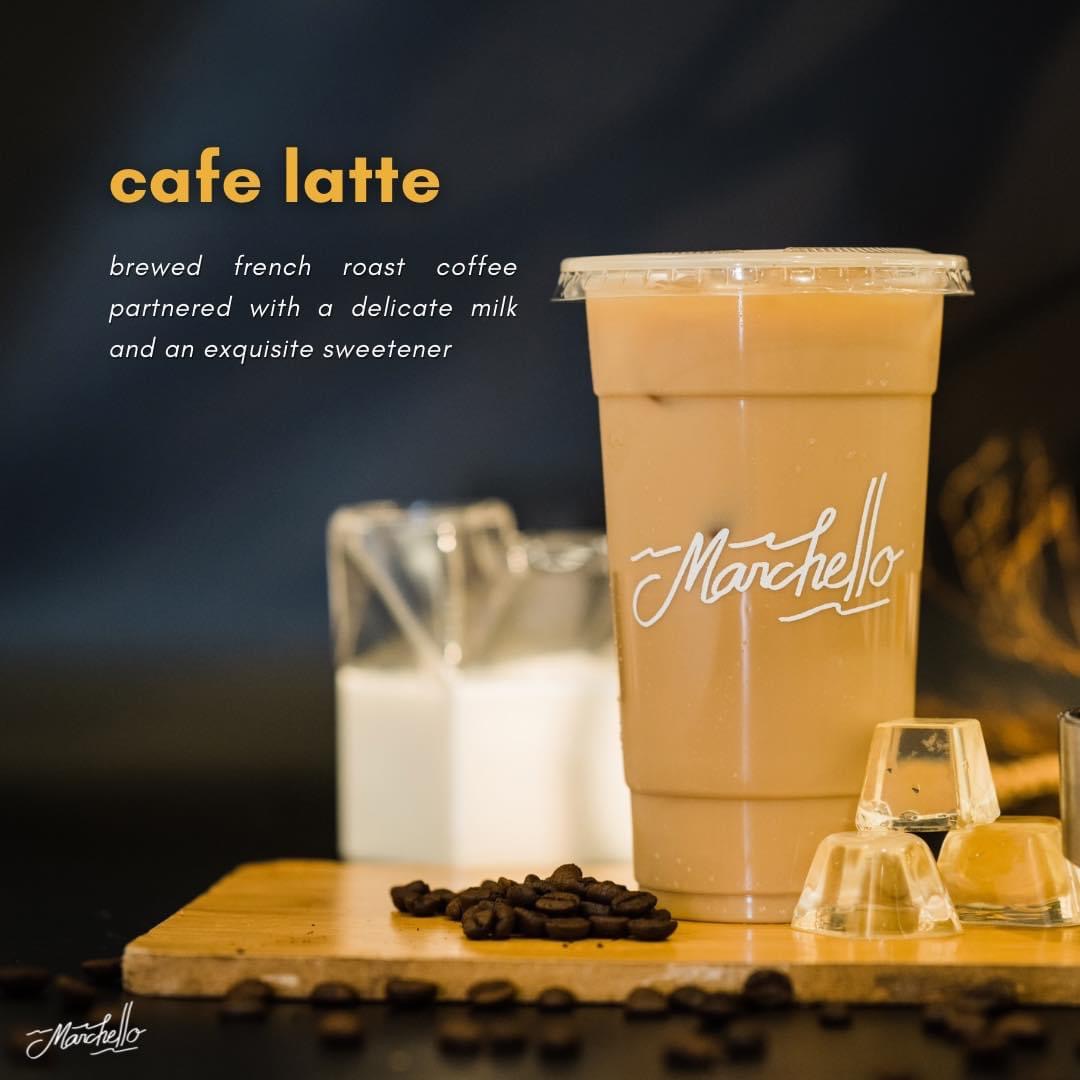 cafe latte
brewed french roast coffee
partnered with a delicate milk
and an exquisite sweetener
Marchello
Marchello